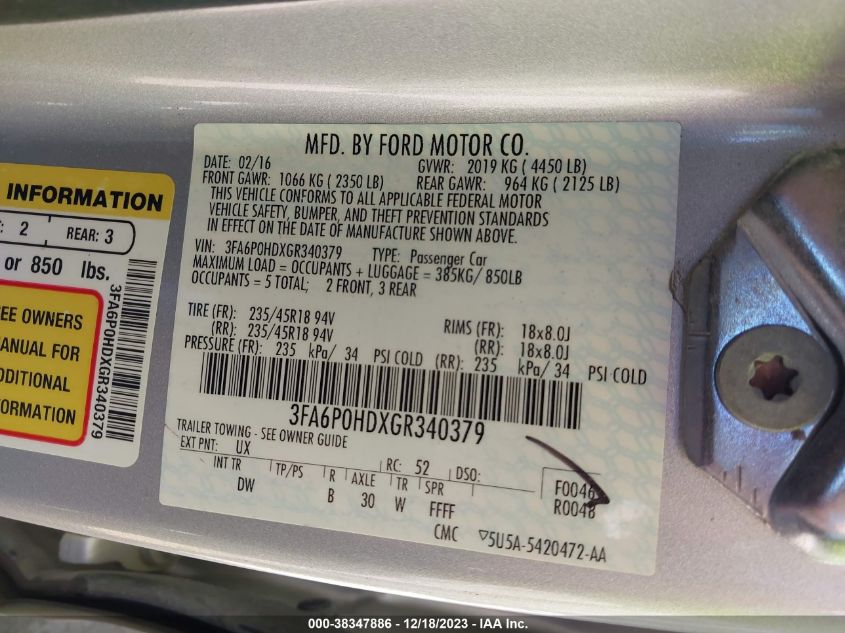 INFORMATION
2 REAR: 3
or 850 lbs.
EE OWNERS
ANUAL FOR
DDITIONAL
FORMATION
3FA6P0HDXGR340379
MFD. BY FORD MOTOR CO.
DATE: 02/16 GVWR: 2019 KG ( 4450 LB)
FRONT GAWR: 1066 KG ( 2350 LB) REAR GAWR: 964 KG ( 2125 LB)
THIS VEHICLE CONFORMS TO ALL APPLICABLE FEDERAL MOTOR
VEHICLE SAFETY, BUMPER, AND THEFT PREVENTION STANDARDS
IN EFFECT ON THE DATE OF MANUFACTURE SHOWN ABOVE.
VIN: 3FA6P0HDXGR340379 TYPE: Passenger Car
MAXIMUM LOAD = OCCUPANTS + LUGGAGE = 385KG/ 850LB
OCCUPANTS = 5 TOTAL; 2 FRONT, 3 REAR
TIRE (FR): 235/45R18 94V RIMS (FR): 18x8.0J
(RR): 235/45R18 94V (RR): 18x8.0J
PRESSURE (FR): 235 kPa/ 34 PSI COLD (RR): 235 kPa/ 34 PSI COLD
3FA6P0HDXGR340379
TRAILER TOWING - SEE OWNER GUIDE
EXT PNT: UX RC: 52 DSO:
INT TR TP/PS R AXLE TR SPR F0046
DW B 30 W FFFF R0048
CMC ▽5U5A-5420472-AA
000-38347886 - 12/18/2023 - IAA Inc.